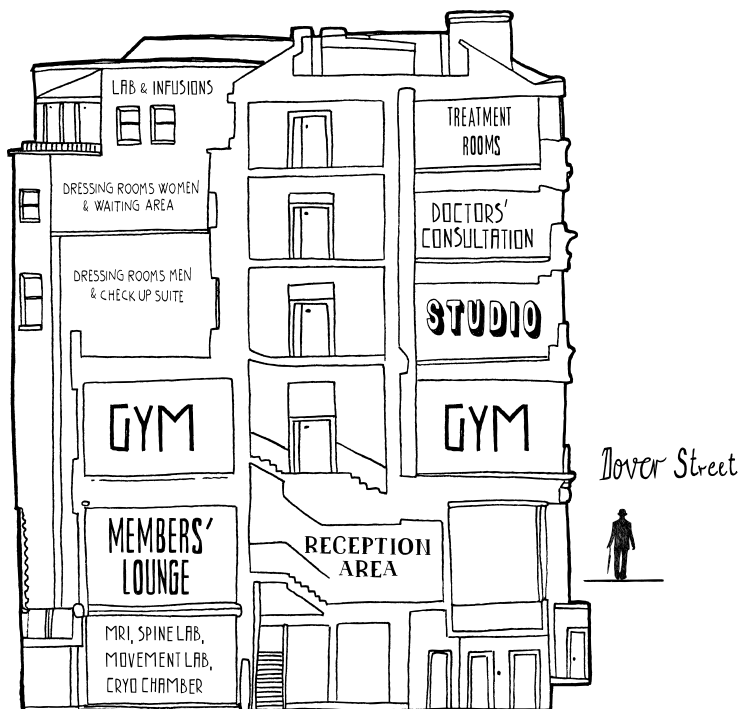 LAB & INFUSIONS
TREATMENT
ROOMS
DRESSING ROOMS WOMEN
& WAITING AREA
DOCTORS'
CONSULTATION
DRESSING ROOMS MEN
& CHECK UP SUITE
STUDIO
GYM
GYM
Dover Street
MEMBERS'
LOUNGE
RECEPTION
AREA
MRI, SPINE LAB,
MOVEMENT LAB,
CRYO CHAMBER